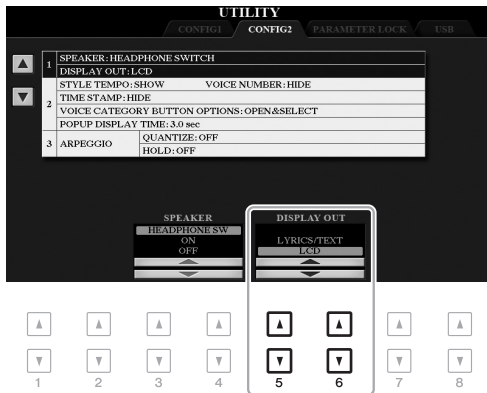 UTILITY
CONFIG1 CONFIG2 PARAMETER LOCK USB
1 SPEAKER: HEADPHONE SWITCH
DISPLAY OUT: LCD
2 STYLE TEMPO: SHOW VOICE NUMBER: HIDE
TIME STAMP: HIDE
VOICE CATEGORY BUTTON OPTIONS: OPEN&SELECT
POPUP DISPLAY TIME: 3.0 sec
3 ARPEGGIO QUANTIZE: OFF
HOLD: OFF
SPEAKER DISPLAY OUT
HEADPHONE SW
ON LYRICS/TEXT
OFF LCD
1 2 3 4 5 6 7 8